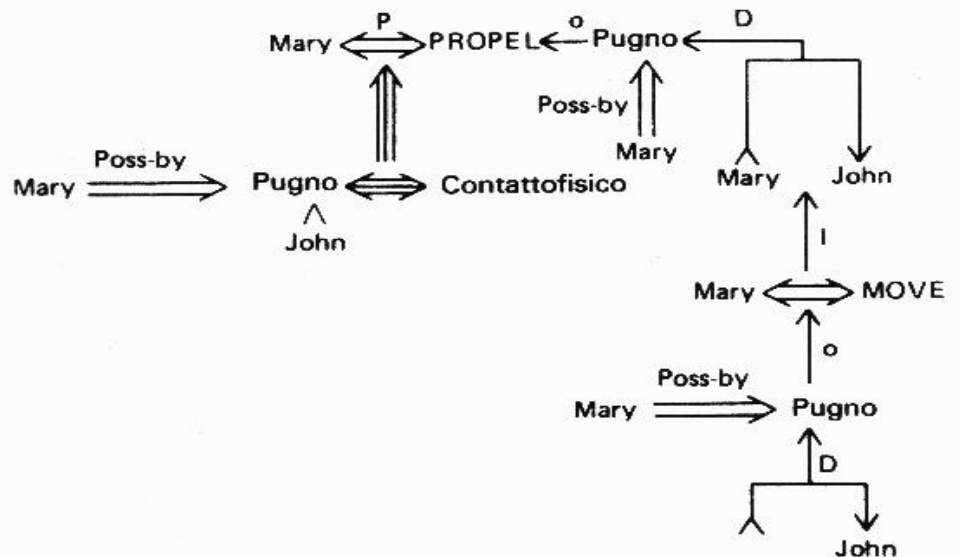 P o D
Mary PROPEL Pugno
Poss-by
Mary Mary John
Poss-by
Mary Pugno Contattofisico
John
I
Mary MOVE
o
Poss-by
Mary Pugno
D
John